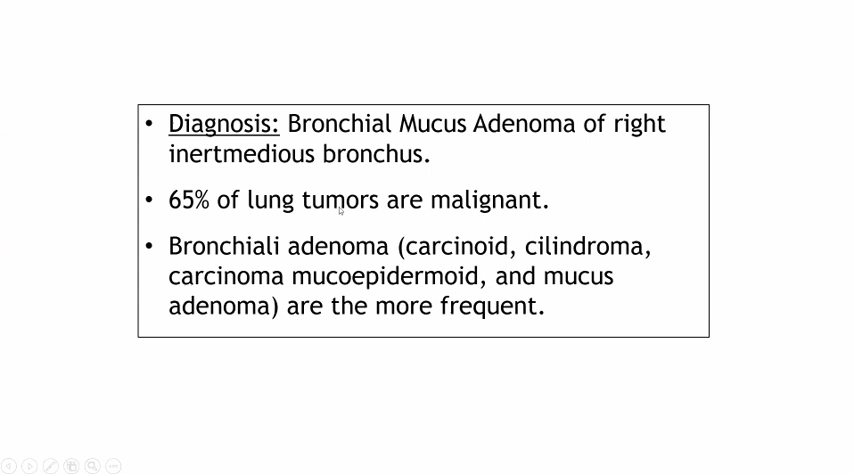 • Diagnosis: Bronchial Mucus Adenoma of right
inertmedious bronchus.
• 65% of lung tumors are malignant.
• Bronchiali adenoma (carcinoid, cilindroma,
carcinoma mucoepidermoid, and mucus
adenoma) are the more frequent.